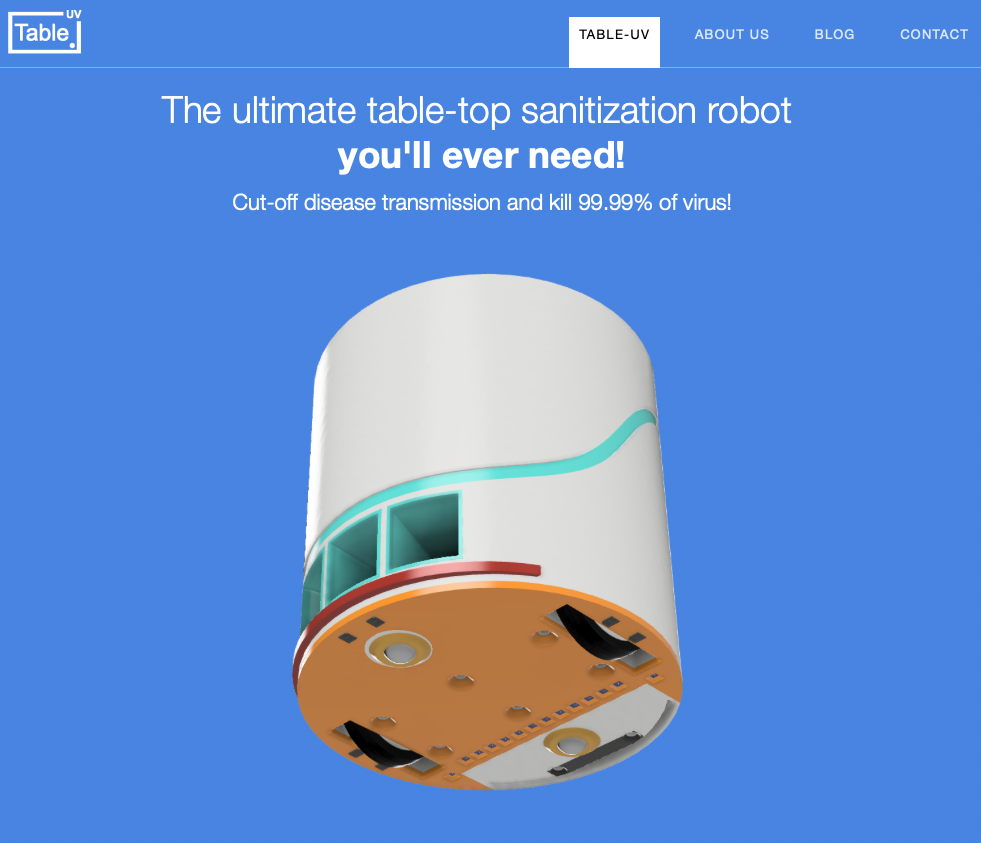 UV
Table.
TABLE-UV
ABOUT US
BLOG
CONTACT
The ultimate table-top sanitization robot
you'll ever need!
Cut-off disease transmission and kill 99.99% of virus!